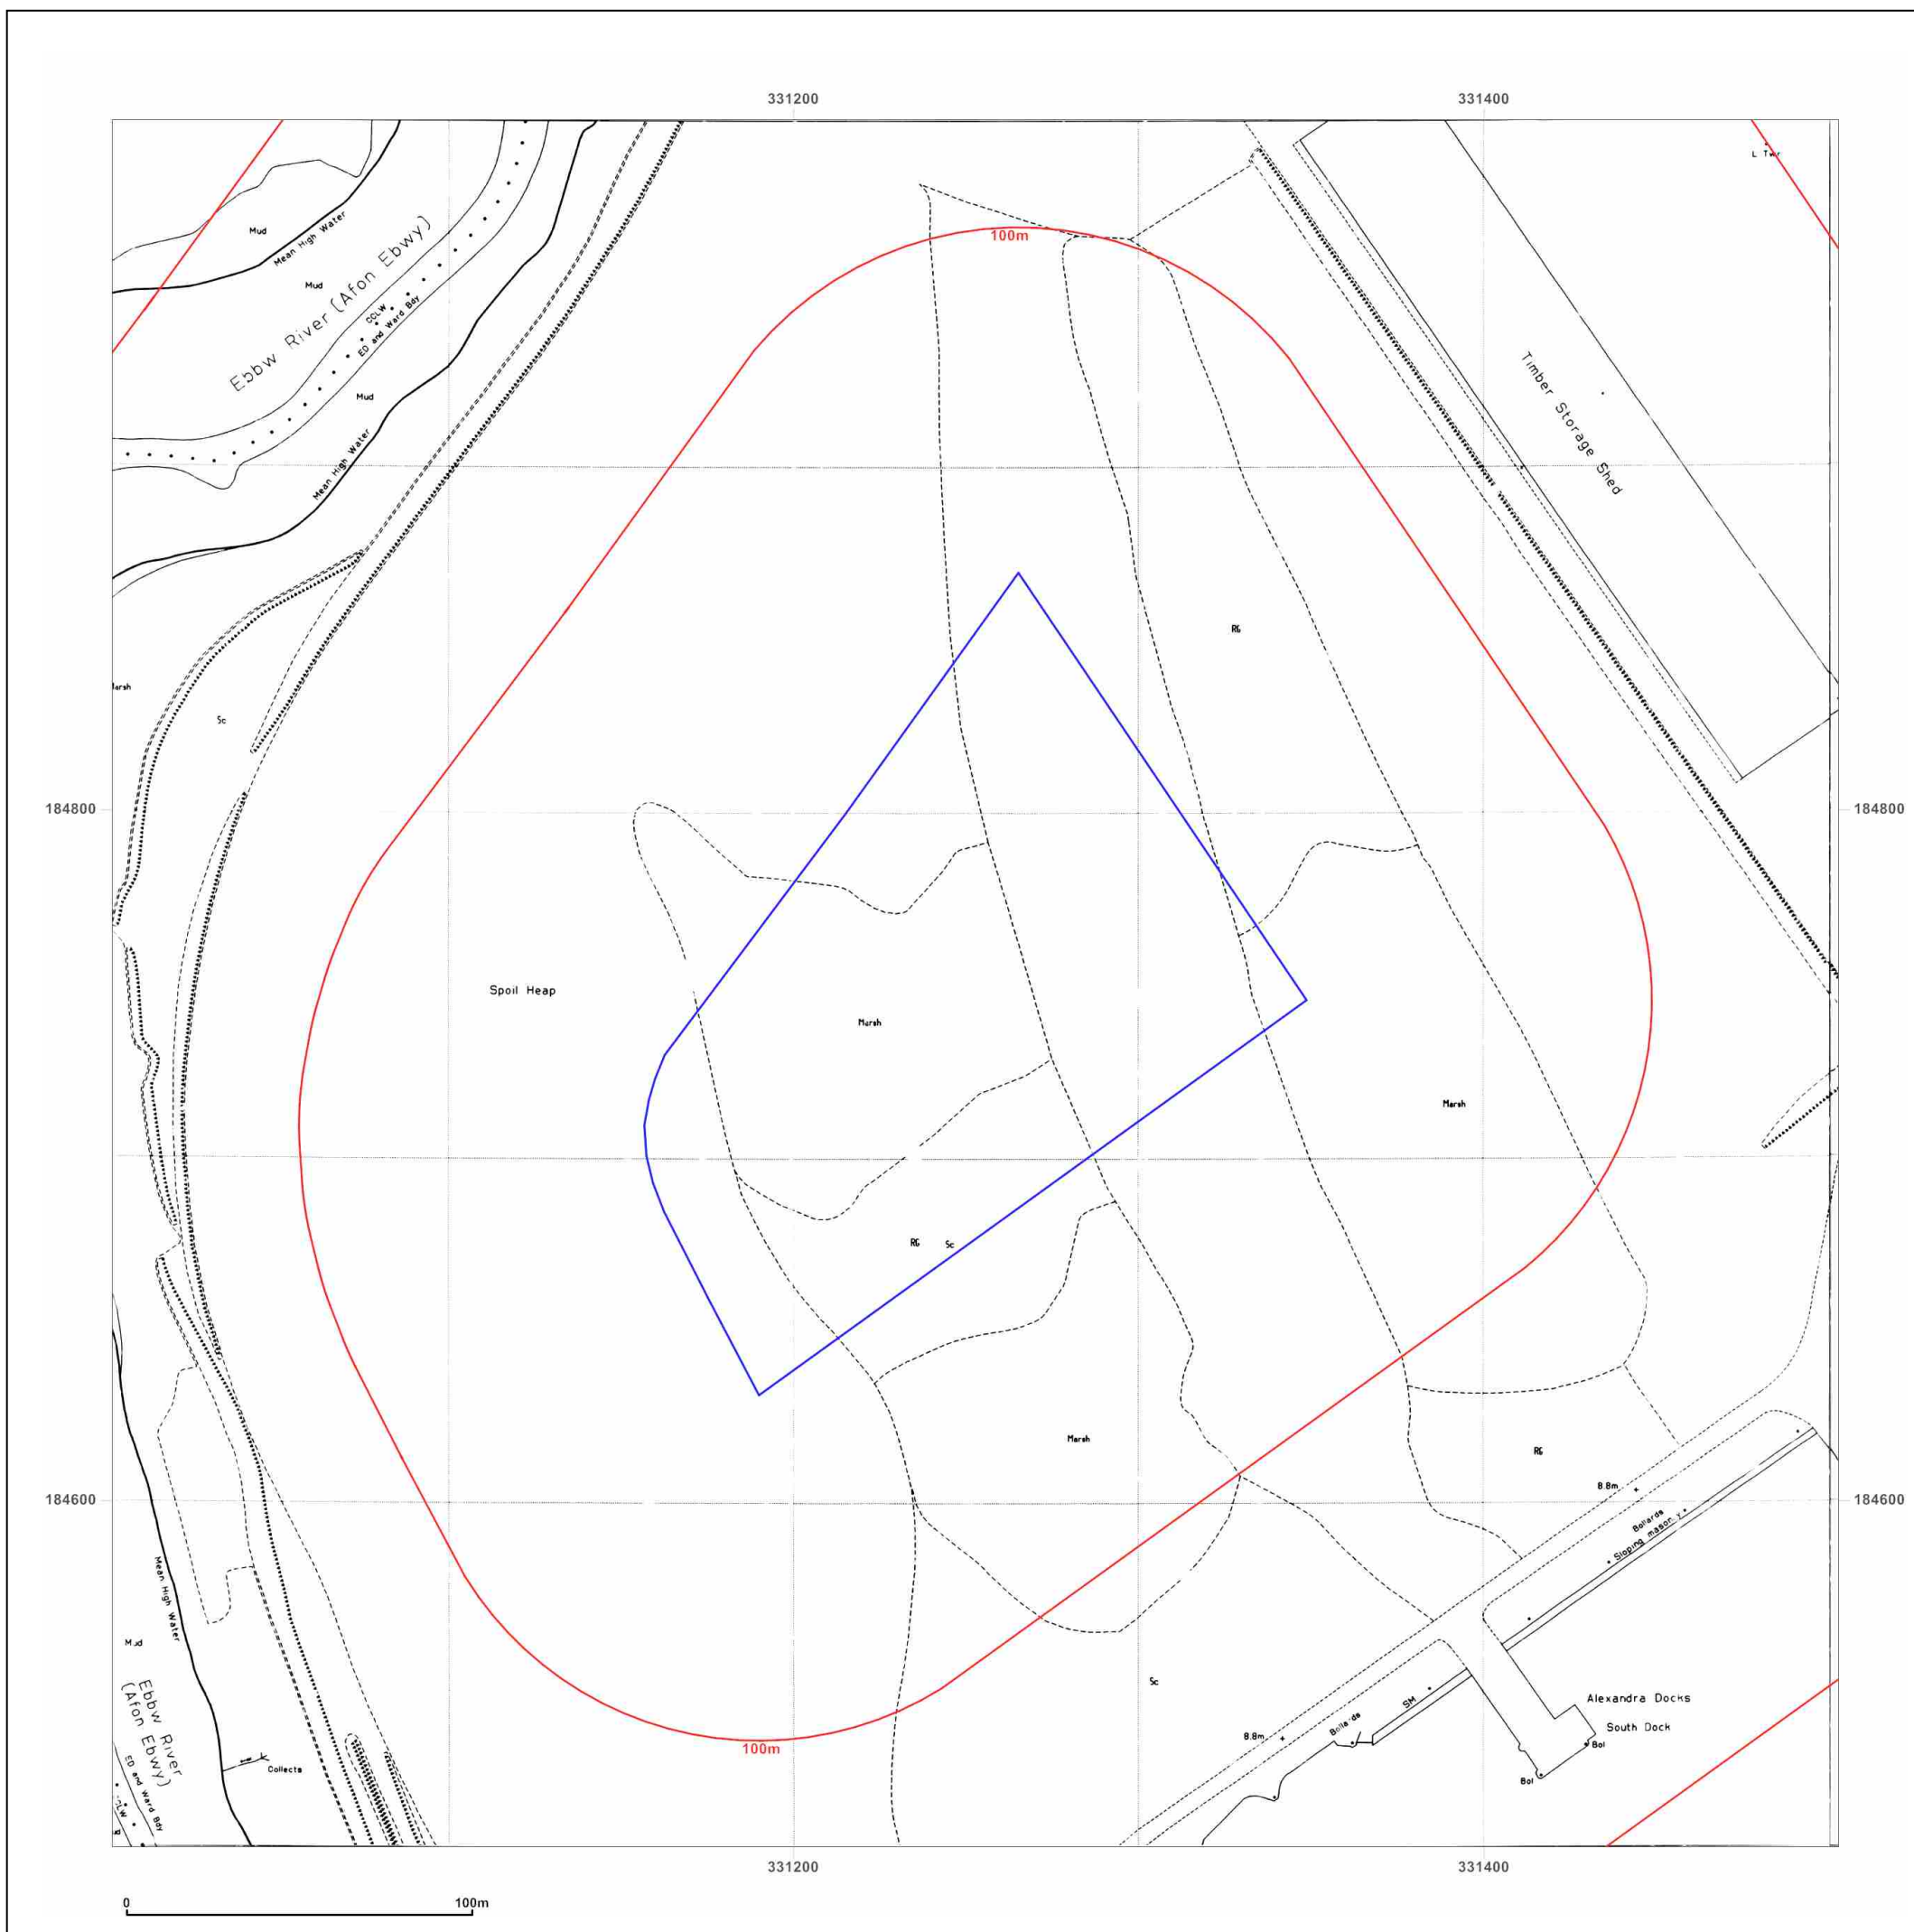 331200
331400
L Twr
Mud
Mean High Water
100m
Ebbw River (Afon Ebwy)
Mud
CCLW
ED and Ward Bdy
Timber Storage Shed
Mud
Mean High Water
RG
Sc
184800
184800
Spoil Heap
Marsh
Marsh
RG
Sc
Marsh
RG
8.8m
184600
184600
Bollards
Sloping
Mean High Water
Sc
Ebbw River
(Afon Ebwy)
SM
Alexandra Docks
South Dock
Bollards
8.8m
Bol
100m
Collects
Bol
ED and Ward Bdy
331200
331400
0
100m